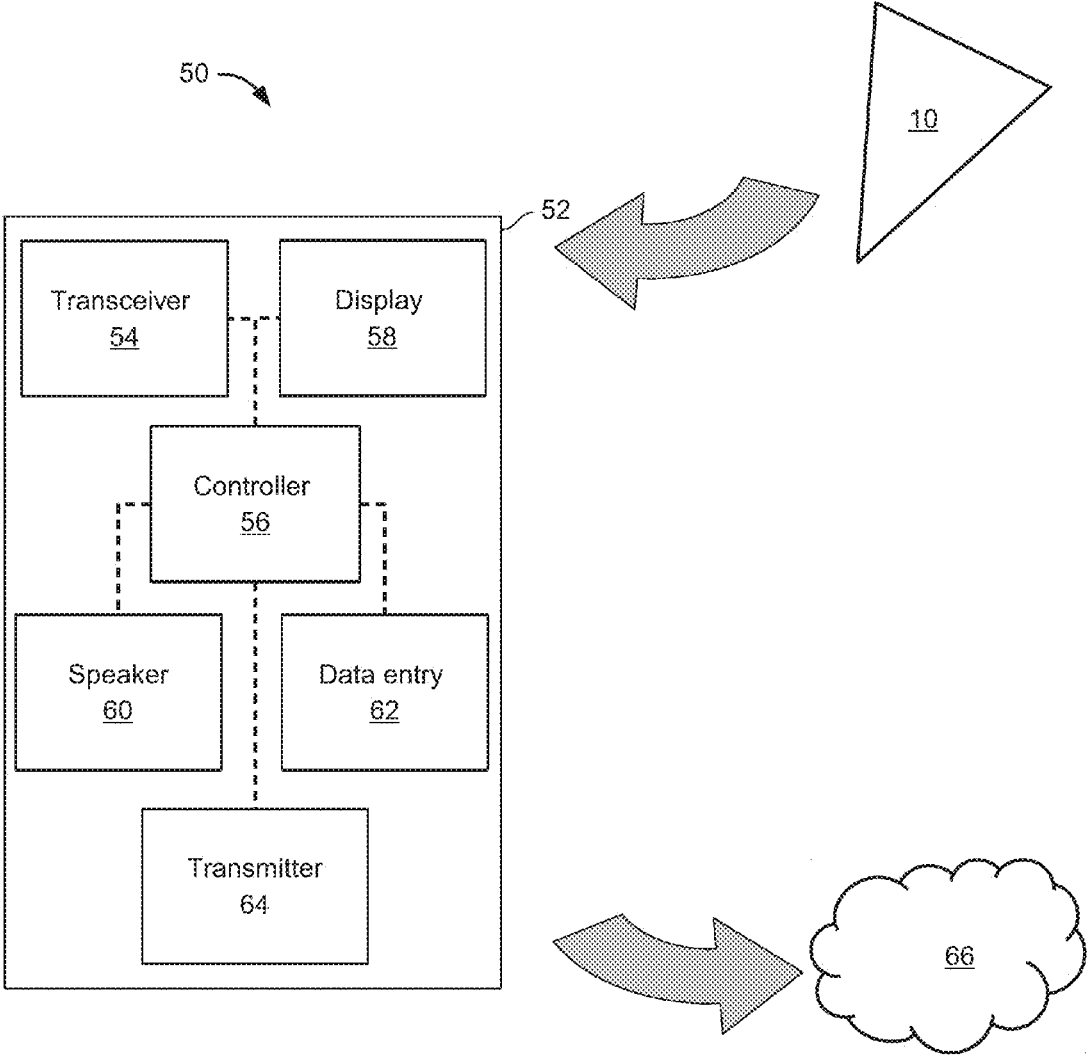 50
10
52
Transceiver
54
Display
58
Controller
56
Speaker
60
Data entry
62
Transmitter
64
66